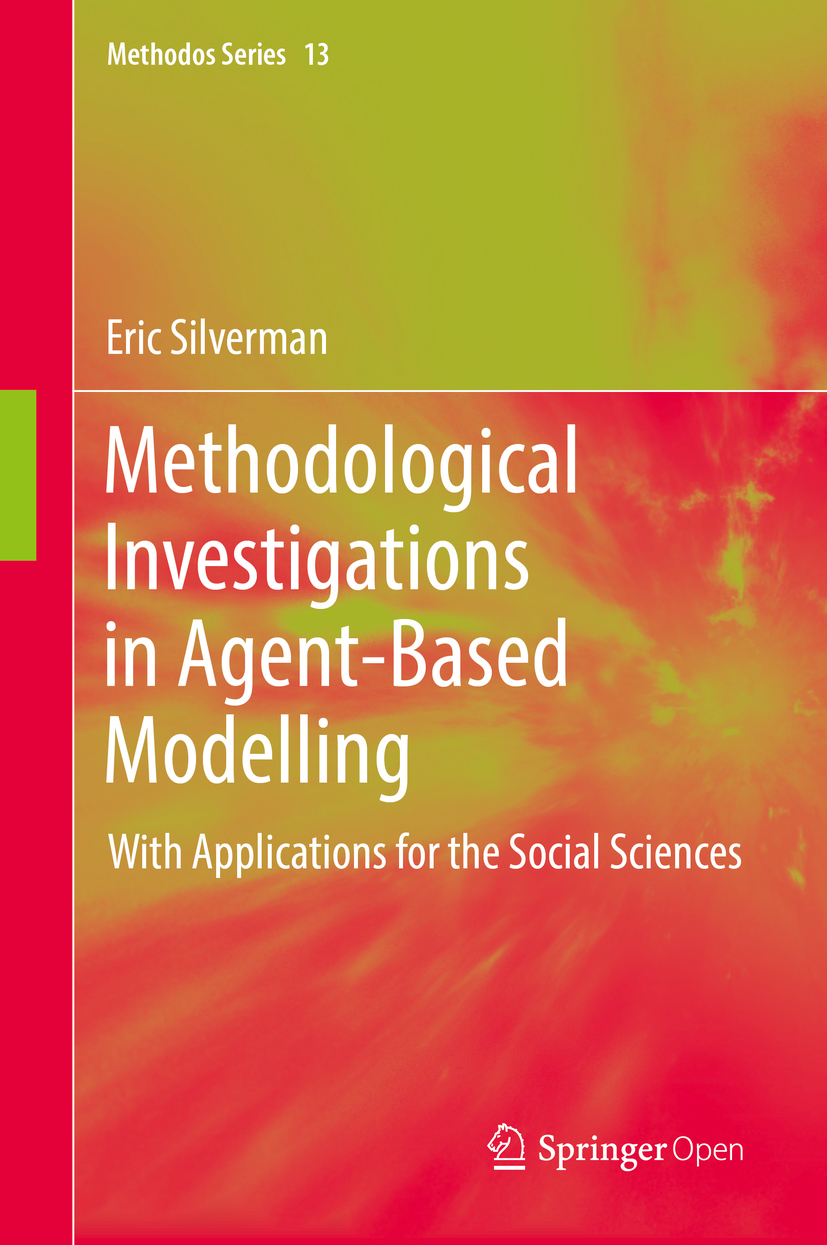 Methodos Series 13
Eric Silverman
Methodological
Investigations
in Agent-Based
Modelling
With Applications for the Social Sciences
Springer Open